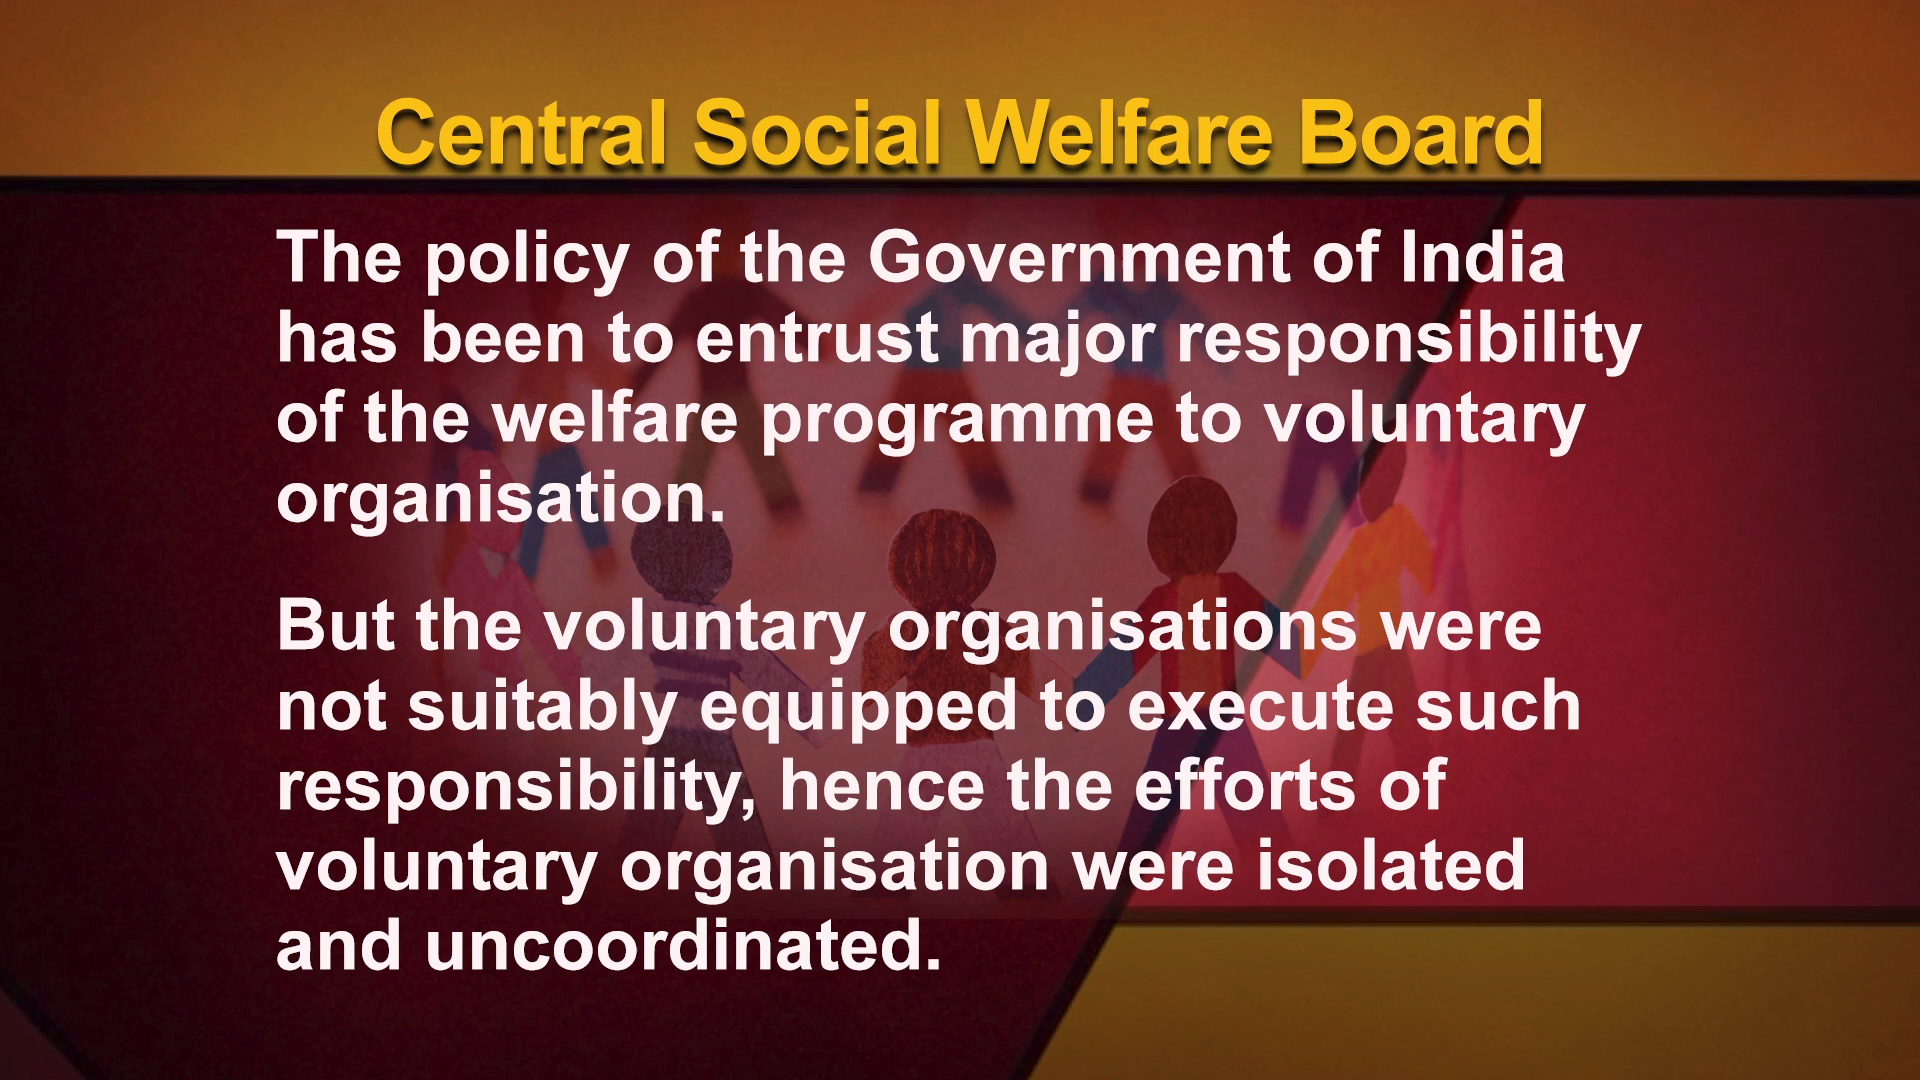 Central Social Welfare Board
The policy of the Government of India
has been to entrust major responsibility
of the welfare programme to voluntary
organisation.
But the voluntary organisations were
not suitably equipped to execute such
responsibility, hence the efforts of
voluntary organisation were isolated
and uncoordinated.